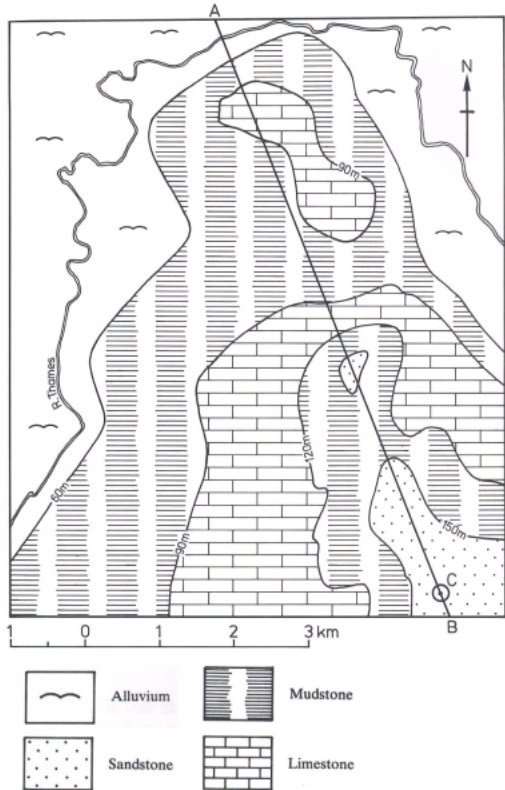 A
N
90m
R. Thames
120m
60m
90m
150m
C
B
1 0 1 2 3 km
Alluvium
Mudstone
Sandstone
Limestone